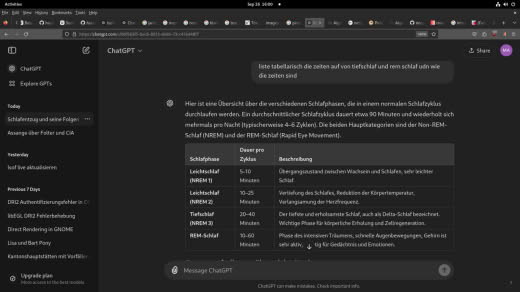 Activities
Sep 26 16:00
File Edit View History Bookmarks Tools Help
ChatGPT
Share
MA
ChatGPT
Explore GPTs
liste tabellarisch die zeiten auf von tiefschlaf und rem schlaf udn wie
die zeiten sind
Today
Schlafentzug und seine Folgen
Assange über Folter und CIA
Yesterday
lsof live aktualisieren
Previous 7 Days
DRI2 Authentifizierung fehler in D
libEGL DRI2 Fehlerbehebung
Direct Rendering in GNOME
Lisa und Bart Pony
Kantonshauptstädten mit Vorfäller
Upgrade plan
Hier ist eine Übersicht über die verschiedenen Schlafphasen, die in einem normalen Schlafzyklus
durchlaufen werden. Ein durchschnittlicher Schlafzyklus dauert etwa 90 Minuten und wiederholt sich
mehrmals pro Nacht (typischerweise 4–6 Zyklen). Die beiden Hauptkategorien sind der Non-REM-
Schlaf (NREM) und der REM-Schlaf (Rapid Eye Movement).
Schlafphase Dauer pro Zyklus Beschreibung
Leichtschlaf (NREM 1) 5–10 Minuten Übergangszustand zwischen Wachsein und Schlafen, sehr leichter Schlaf.
Leichtschlaf (NREM 2) 10–25 Minuten Vertiefung des Schlafes, Reduktion der Körpertemperatur, Verlangsamung der Herzfrequenz.
Tiefschlaf (NREM 3) 20–40 Minuten Der tiefste und erholsamste Schlaf, auch als Delta-Schlaf bezeichnet. Wichtige Phase für körperliche Erholung und Zellregeneration.
REM-Schlaf 10–60 Minuten Phase des intensiven Träumens, schnelle Augenbewegungen, Gehirn ist sehr aktiv, für Gedächtnis und Emotionen.
Message ChatGPT
ChatGPT can make mistakes. Check important info.